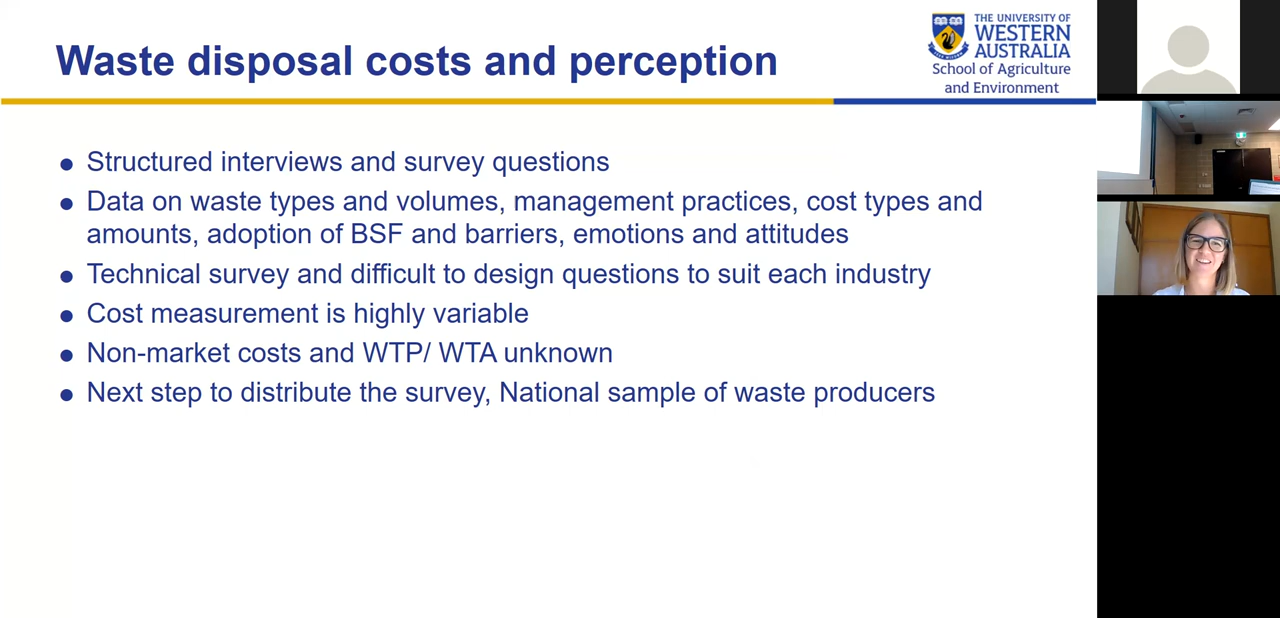 Waste disposal costs and perception
THE UNIVERSITY OF
WESTERN
AUSTRALIA
School of Agriculture
and Environment
● Structured interviews and survey questions
● Data on waste types and volumes, management practices, cost types and
amounts, adoption of BSF and barriers, emotions and attitudes
● Technical survey and difficult to design questions to suit each industry
● Cost measurement is highly variable
● Non-market costs and WTP/ WTA unknown
● Next step to distribute the survey, National sample of waste producers